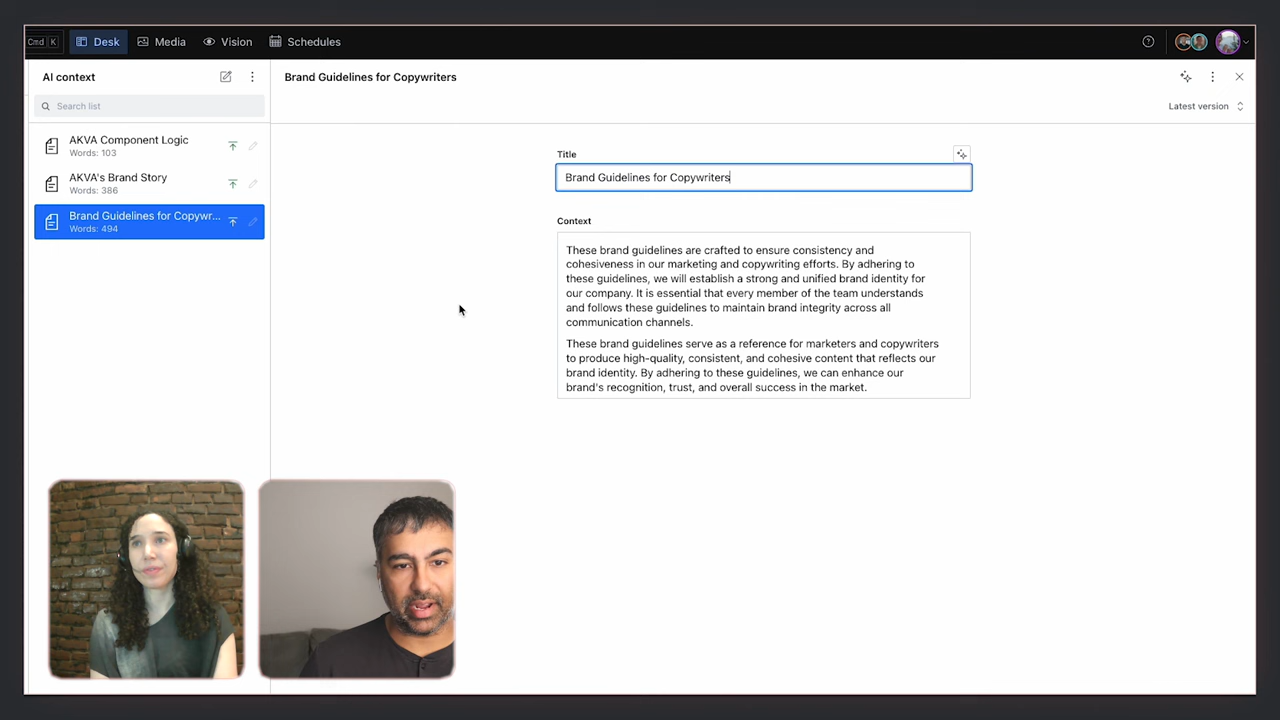 Cmd K Desk Media Vision Schedules
AI context
Search list
AKVA Component Logic
Words: 103
AKVA's Brand Story
Words: 386
Brand Guidelines for Copywr...
Words: 494
Brand Guidelines for Copywriters
Latest version
Title
Brand Guidelines for Copywriters
Context
These brand guidelines are crafted to ensure consistency and
cohesiveness in our marketing and copywriting efforts. By adhering to
these guidelines, we will establish a strong and unified brand identity for
our company. It is essential that every member of the team understands
and follows these guidelines to maintain brand integrity across all
communication channels.
These brand guidelines serve as a reference for marketers and copywriters
to produce high-quality, consistent, and cohesive content that reflects our
brand identity. By adhering to these guidelines, we can enhance our
brand's recognition, trust, and overall success in the market.